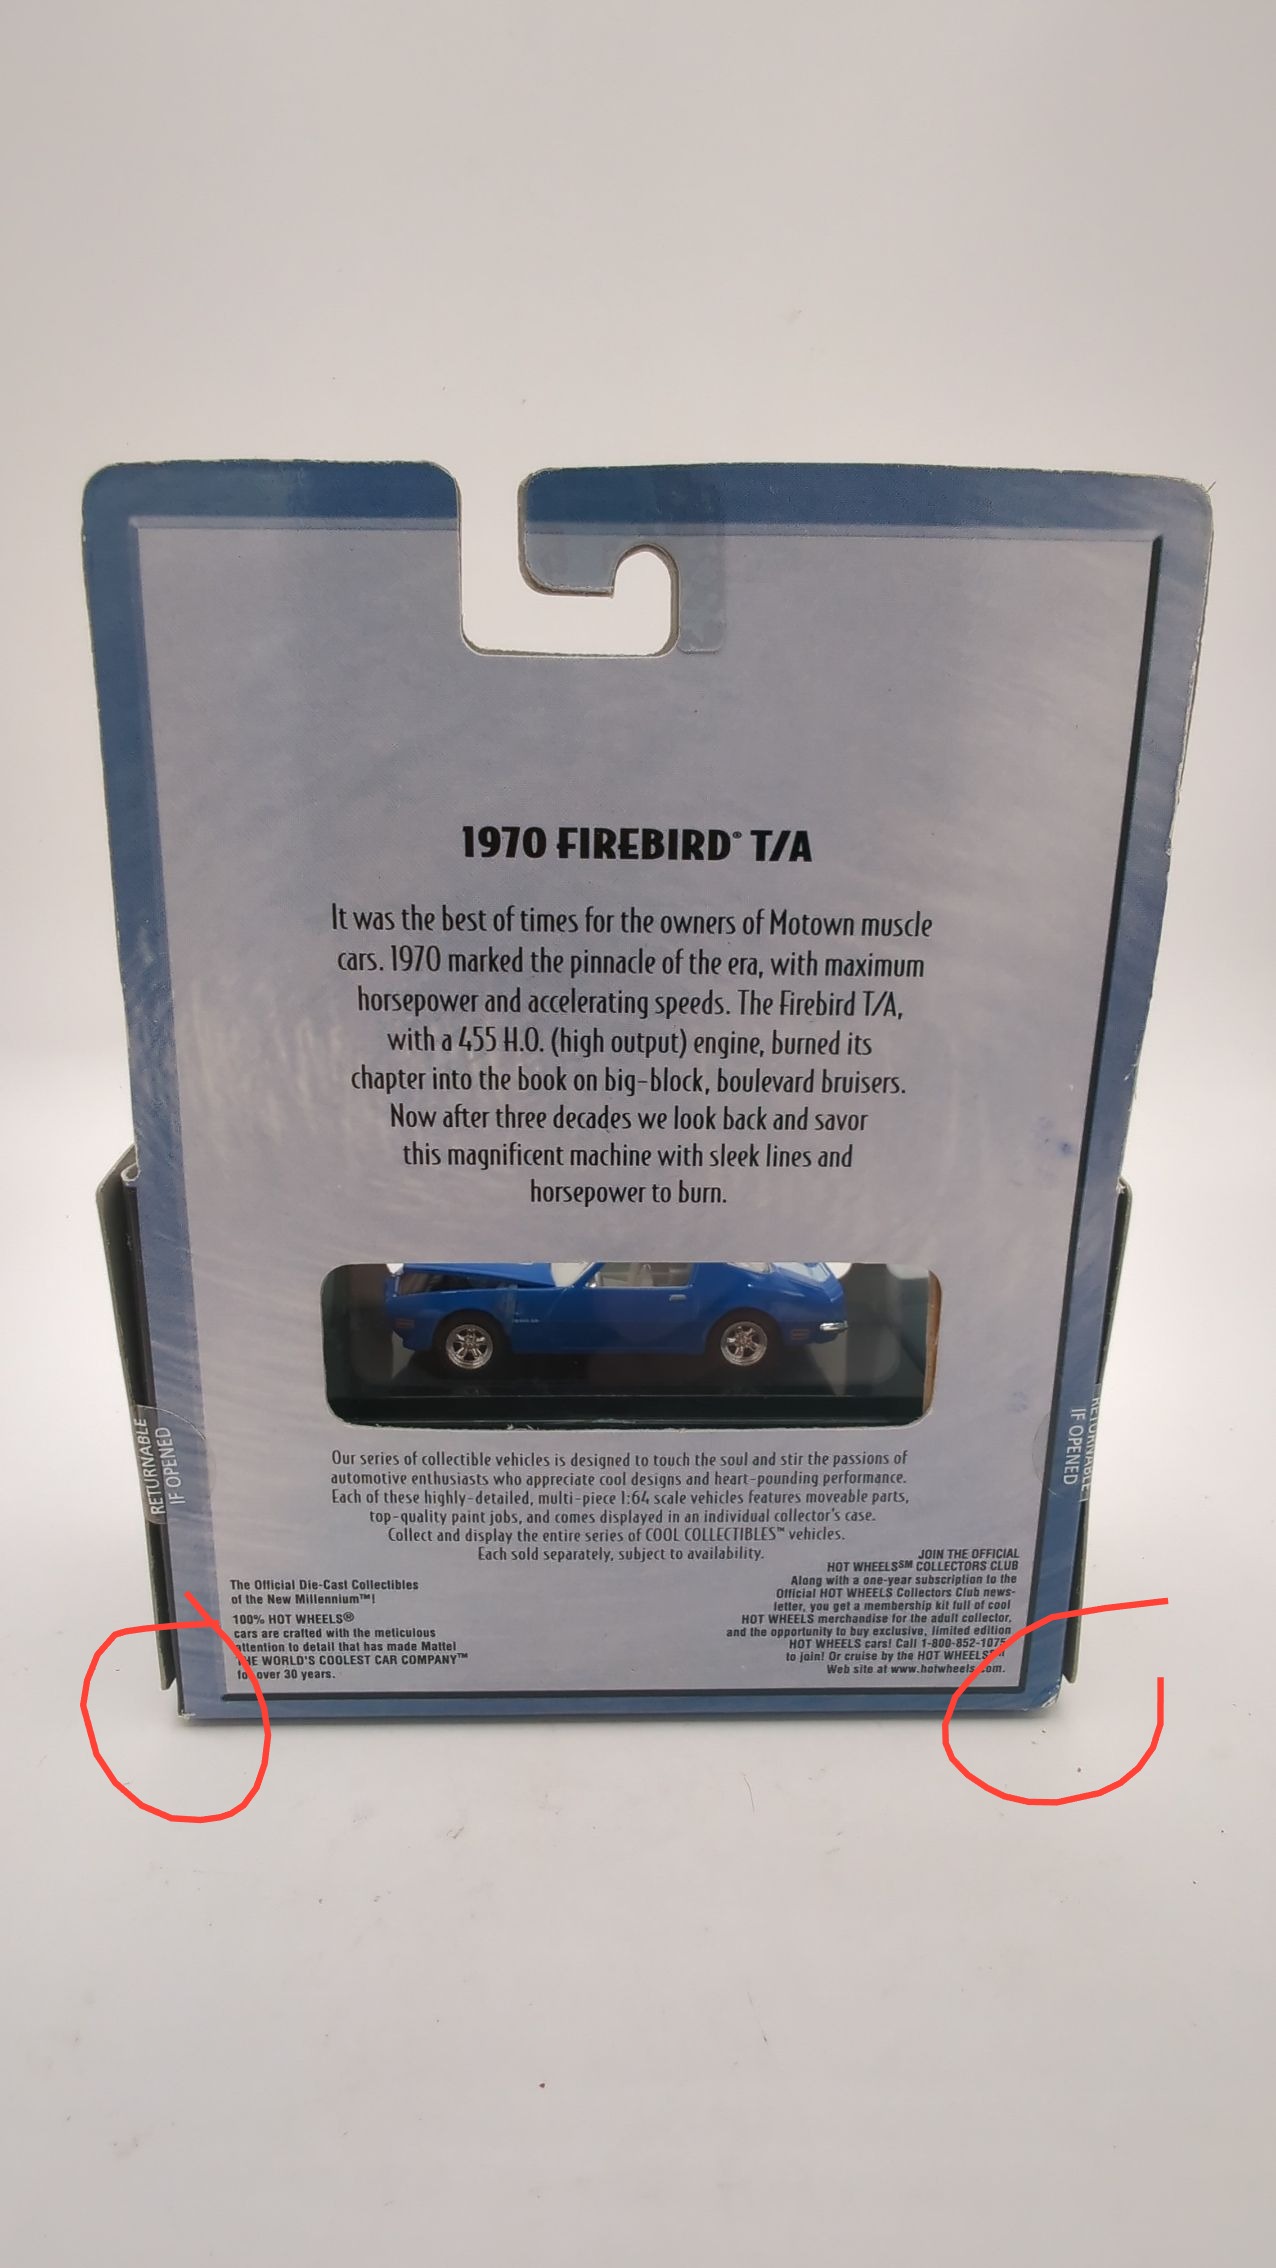 1970 FIREBIRD® T/A
It was the best of times for the owners of Motown muscle
cars. 1970 marked the pinnacle of the era, with maximum
horsepower and accelerating speeds. The Firebird T/A,
with a 455 H.O. (high output) engine, burned its
chapter into the book on big-block, boulevard bruisers.
Now after three decades we look back and savor
this magnificent machine with sleek lines and
horsepower to burn.
RETURNABLE
IF OPENED
RETURNABLE
IF OPENED
Our series of collectible vehicles is designed to touch the soul and stir the passions of
automotive enthusiasts who appreciate cool designs and heart-pounding performance.
Each of these highly-detailed, multi-piece 1:64 scale vehicles features moveable parts,
top-quality paint jobs, and comes displayed in an individual collector's case.
Collect and display the entire series of COOL COLLECTIBLES™ vehicles.
Each sold separately, subject to availability.
The Official Die-Cast Collectibles
of the New Millennium™!
100% HOT WHEELS®
cars are crafted with the meticulous
attention to detail that has made Mattel
THE WORLD'S COOLEST CAR COMPANY™
for over 30 years.
JOIN THE OFFICIAL
HOT WHEELS℠ COLLECTORS CLUB
Along with a one-year subscription to the
Official HOT WHEELS Collectors Club news-
letter, you get a membership kit full of cool
HOT WHEELS merchandise for the adult collector,
and the opportunity to buy exclusive, limited edition
HOT WHEELS cars! Call 1-800-852-1075
to join! Or cruise by the HOT WHEELS℠
Web site at www.hotwheels.com.